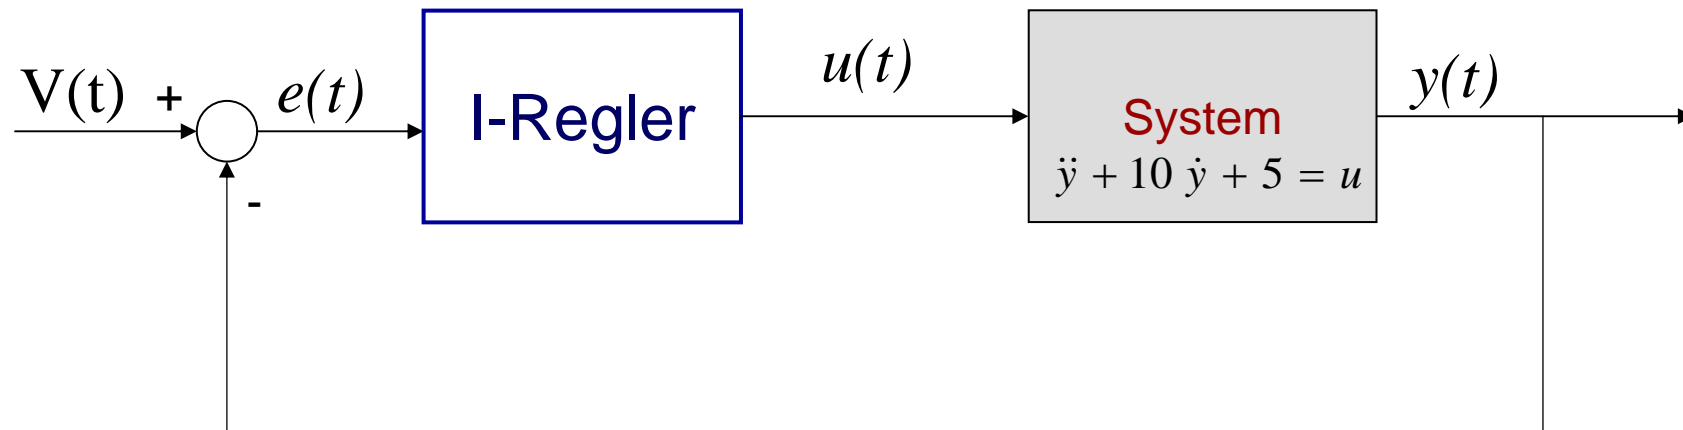 V(t) + e(t) I-Regler u(t) System y(t)
ÿ + 10 ẏ + 5 = u
-